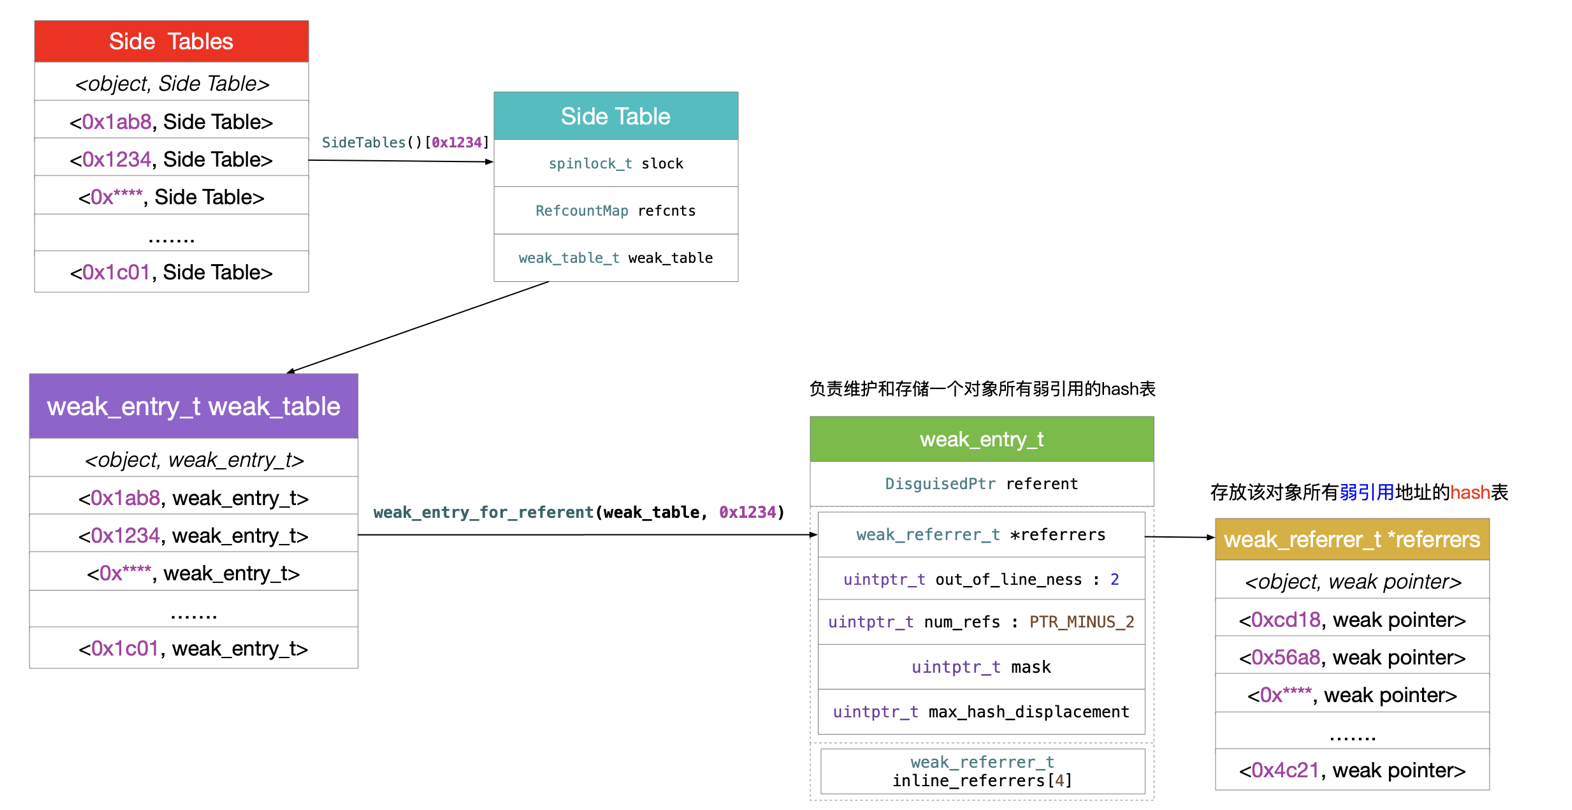 Side Tables
<object, Side Table>
<0x1ab8, Side Table>
<0x1234, Side Table>
<0x****, Side Table>
.......
<0x1c01, Side Table>
SideTables()[0x1234]
Side Table
spinlock_t slock
RefcountMap refcnts
weak_table_t weak_table
weak_entry_t weak_table
<object, weak_entry_t>
<0x1ab8, weak_entry_t>
<0x1234, weak_entry_t>
<0x****, weak_entry_t>
.......
<0x1c01, weak_entry_t>
weak_entry_for_referent(weak_table, 0x1234)
负责维护和存储一个对象所有弱引用的hash表
weak_entry_t
DisguisedPtr referent
weak_referrer_t *referrers
uintptr_t out_of_line_ness : 2
uintptr_t num_refs : PTR_MINUS_2
uintptr_t mask
uintptr_t max_hash_displacement
weak_referrer_t
inline_referrers[4]
存放该对象所有弱引用地址的hash表
weak_referrer_t *referrers
<object, weak pointer>
<0xcd18, weak pointer>
<0x56a8, weak pointer>
<0x****, weak pointer>
.......
<0x4c21, weak pointer>